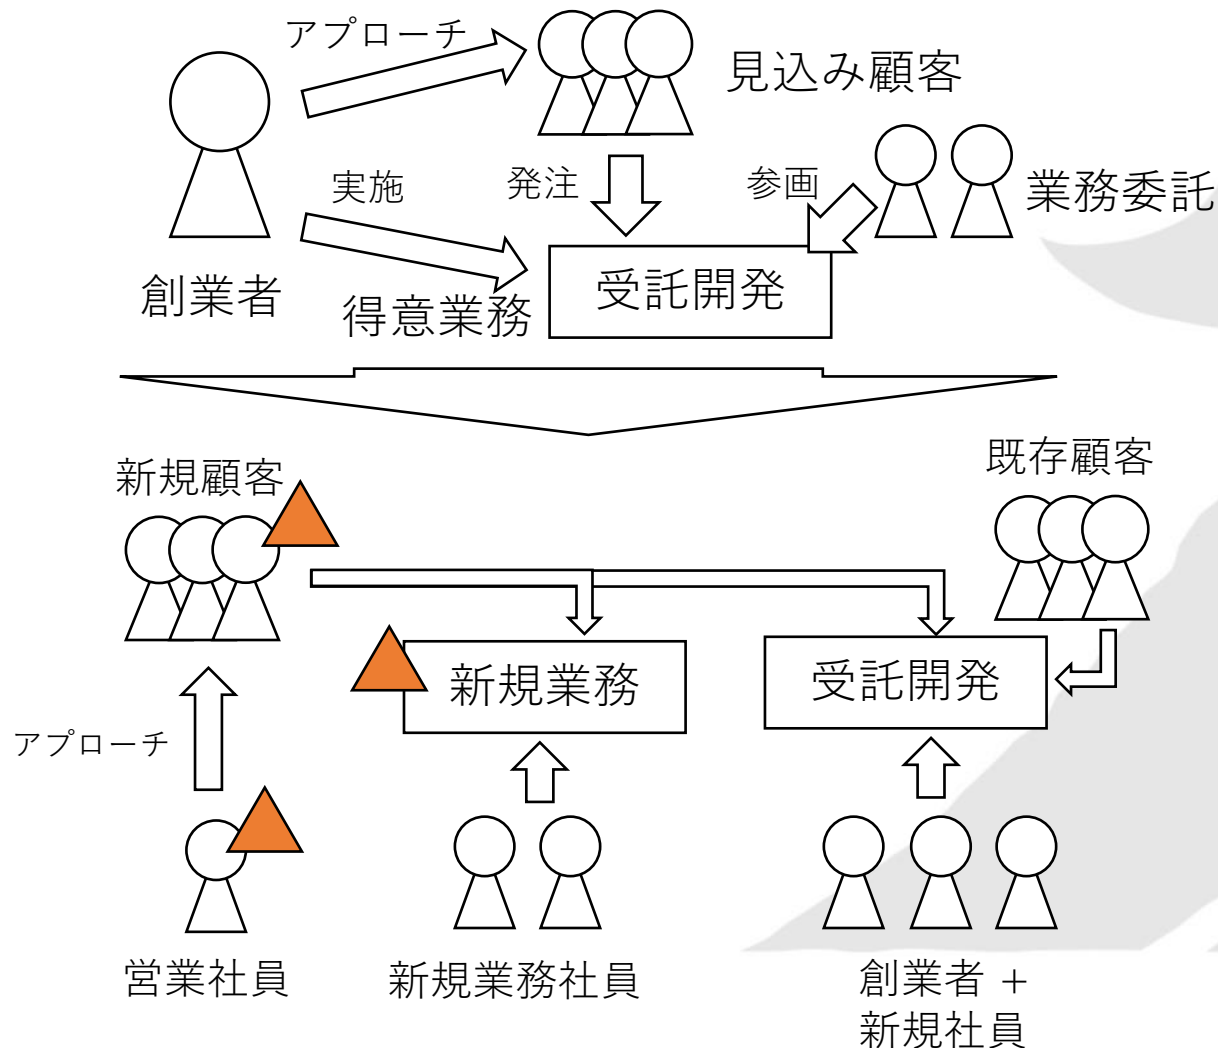 アプローチ
見込み顧客
実施
発注
参画
業務委託
創業者
得意業務
受託開発
新規顧客
既存顧客
新規業務
受託開発
アプローチ
営業社員
新規業務社員
創業者 +
新規社員